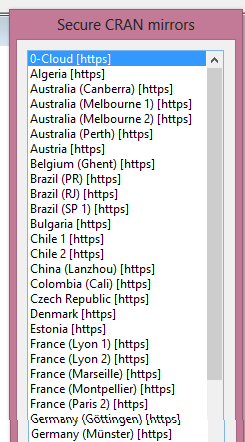 Secure CRAN mirrors
0-Cloud [https]
Algeria [https]
Australia (Canberra) [https]
Australia (Melbourne 1) [https]
Australia (Melbourne 2) [https]
Australia (Perth) [https]
Austria [https]
Belgium (Ghent) [https]
Brazil (PR) [https]
Brazil (RJ) [https]
Brazil (SP 1) [https]
Bulgaria [https]
Chile 1 [https]
Chile 2 [https]
China (Lanzhou) [https]
Colombia (Cali) [https]
Czech Republic [https]
Denmark [https]
Estonia [https]
France (Lyon 1) [https]
France (Lyon 2) [https]
France (Marseille) [https]
France (Montpellier) [https]
France (Paris 2) [https]
Germany (Göttingen) [https]
Germany (Münster) [https]